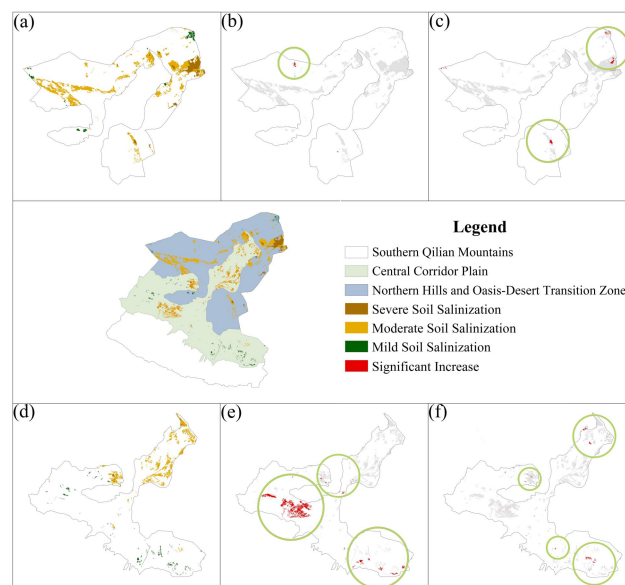 (a)
(b)
(c)
Legend
Southern Qilian Mountains
Central Corridor Plain
Northern Hills and Oasis-Desert Transition Zone
Severe Soil Salinization
Moderate Soil Salinization
Mild Soil Salinization
Significant Increase
(d)
(e)
(f)